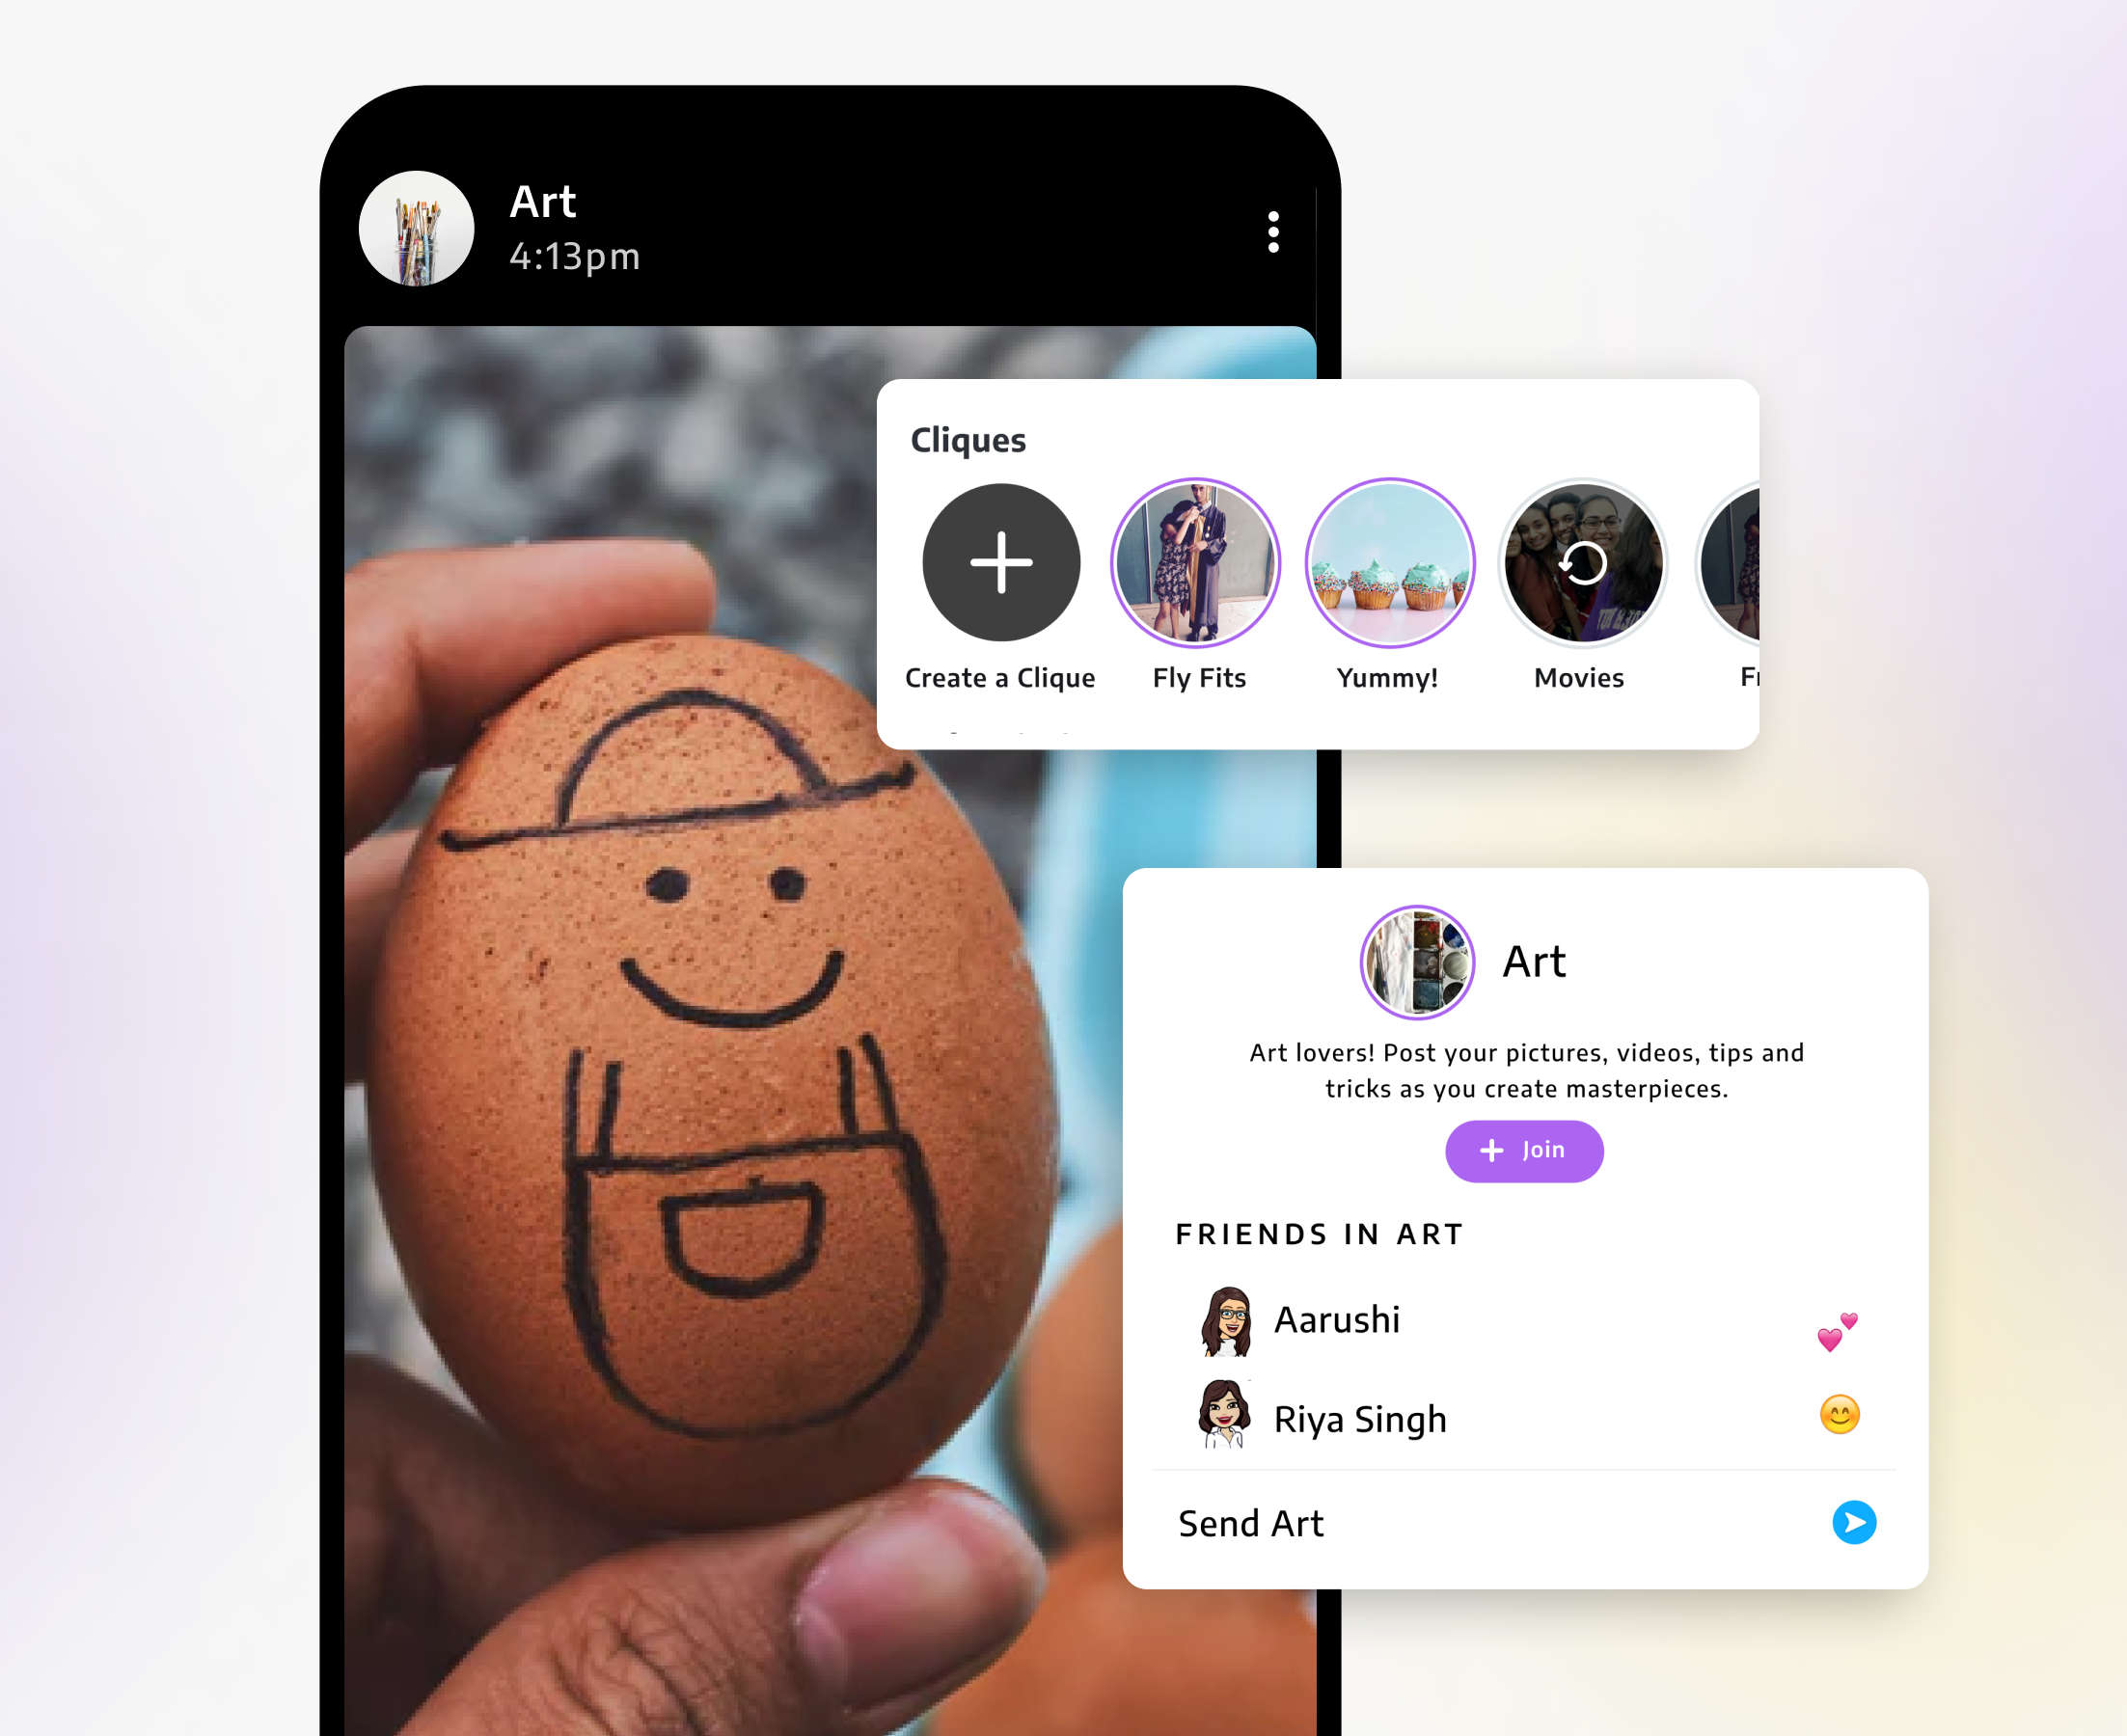 Art
4:13pm
Cliques
Create a Clique
Fly Fits
Yummy!
Movies
Art
Art lovers! Post your pictures, videos, tips and
tricks as you create masterpieces.
Join
FRIENDS IN ART
Aarushi
Riya Singh
Send Art